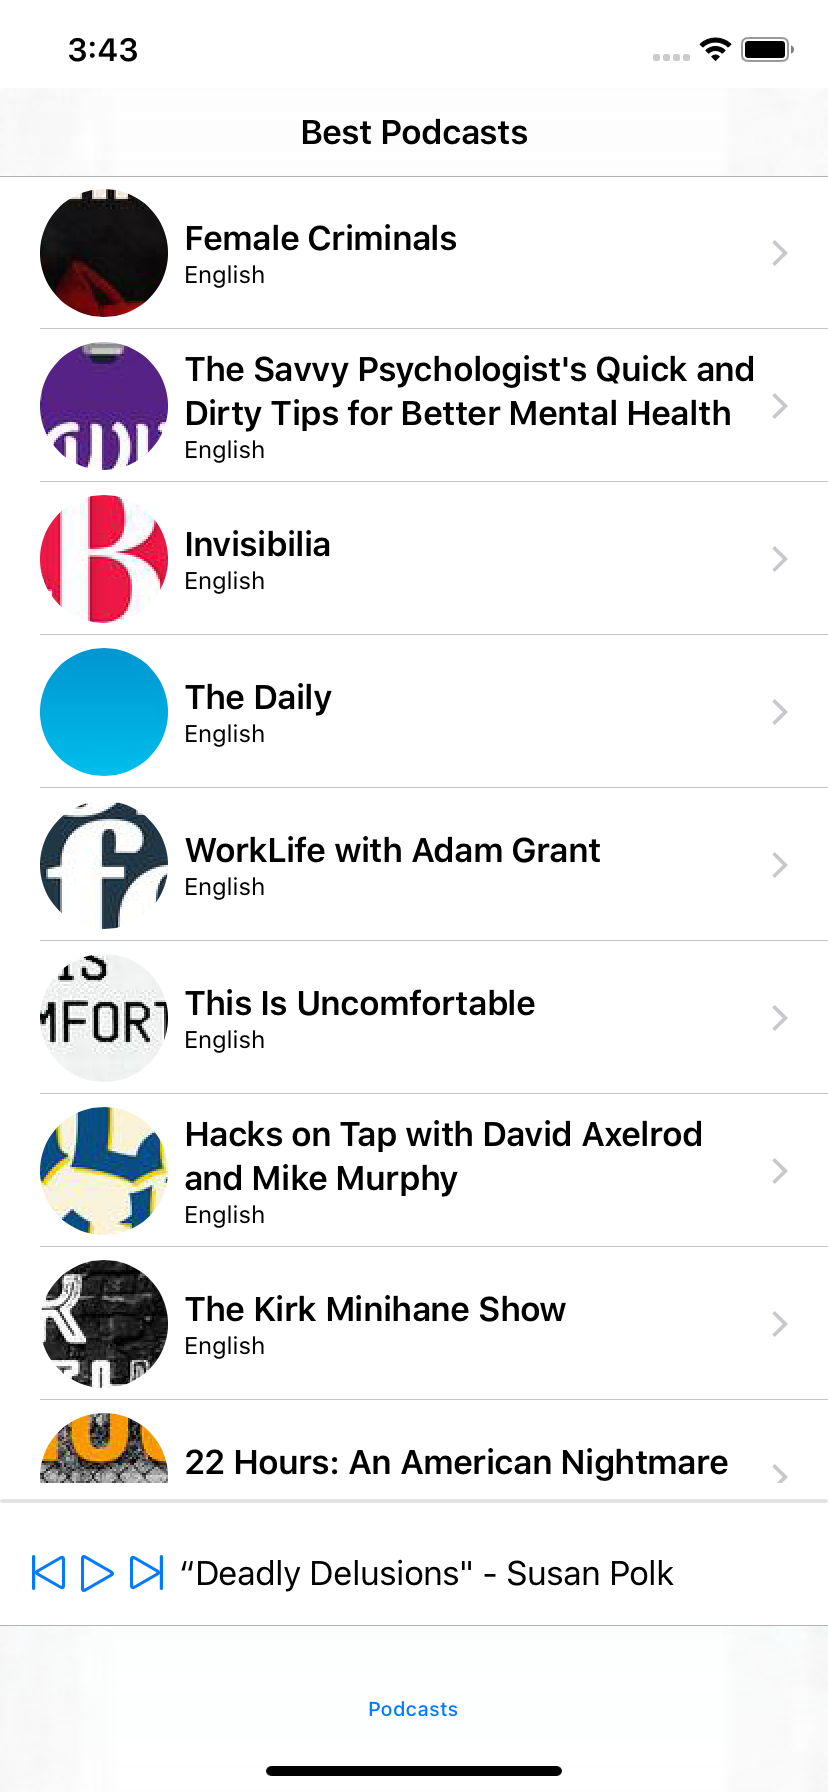 3:43
Best Podcasts
Female Criminals
English
The Savvy Psychologist's Quick and
Dirty Tips for Better Mental Health
English
Invisibilia
English
The Daily
English
WorkLife with Adam Grant
English
This Is Uncomfortable
English
Hacks on Tap with David Axelrod
and Mike Murphy
English
The Kirk Minihane Show
English
22 Hours: An American Nightmare
“Deadly Delusions" - Susan Polk
Podcasts